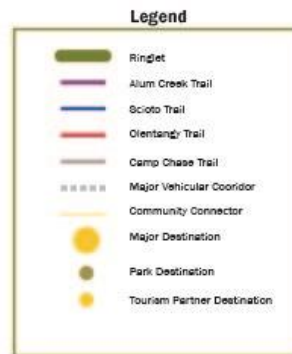 Legend
Ringlet
Alum Creek Trail
Scioto Trail
Olentangy Trail
Camp Chase Trail
Major Vehicular Cooridor
Community Connector
Major Destination
Park Destination
Tourism Partner Destination